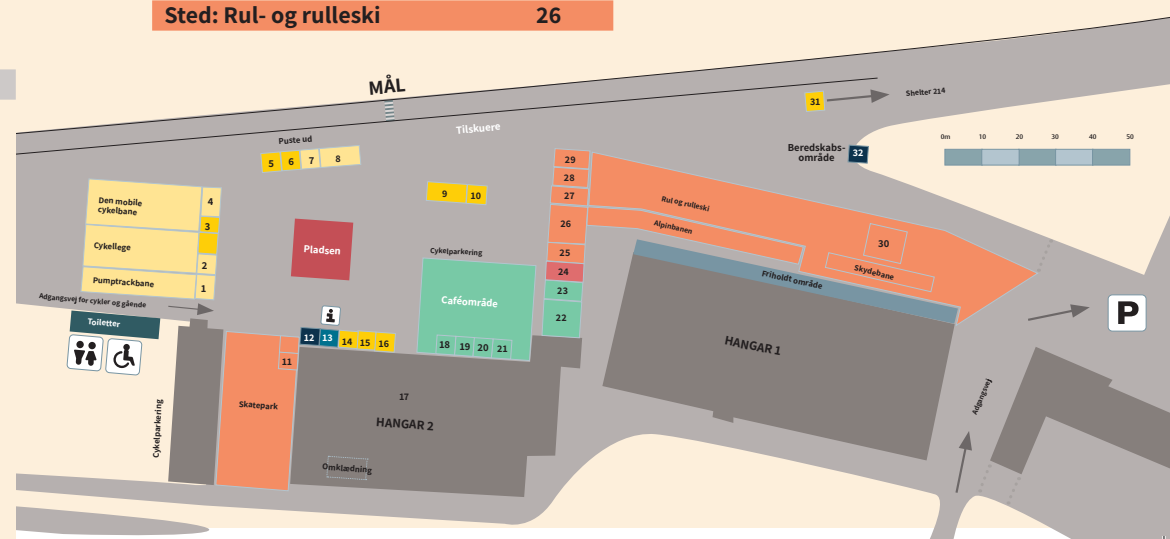 Sted: Rul- og rulleski 26
MÅL
Tilskuere
Puste ud
5 6 7 8
31
Shelter 214
0m 10 20 30 40 50
Beredskabs-
område
32
29
28
27
26
25
24
23
22
Rul og rulleski
Alpinbanen
30
Skydebane
Friholdt område
9 10
Den mobile
cykelbane
4
3
Cykellege
2
Pumptrackbane
1
Pladsen
Cykelparkering
Caféområde
18 19 20 21
Adgangsvej for cykler og gående
Toiletter
i
12 13 14 15 16
11
Skatepark
17
HANGAR 2
Omklædning
Cykelparkering
HANGAR 1
P
Adgangsvej